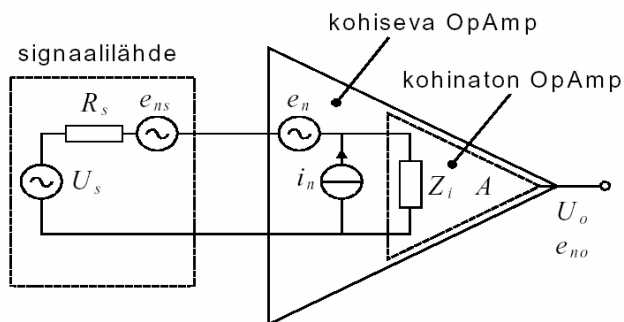 kohiseva OpAmp
signaalilähde
kohinaton OpAmp
R_s e_ns e_n
U_s i_n Z_i A
U_o
e_no